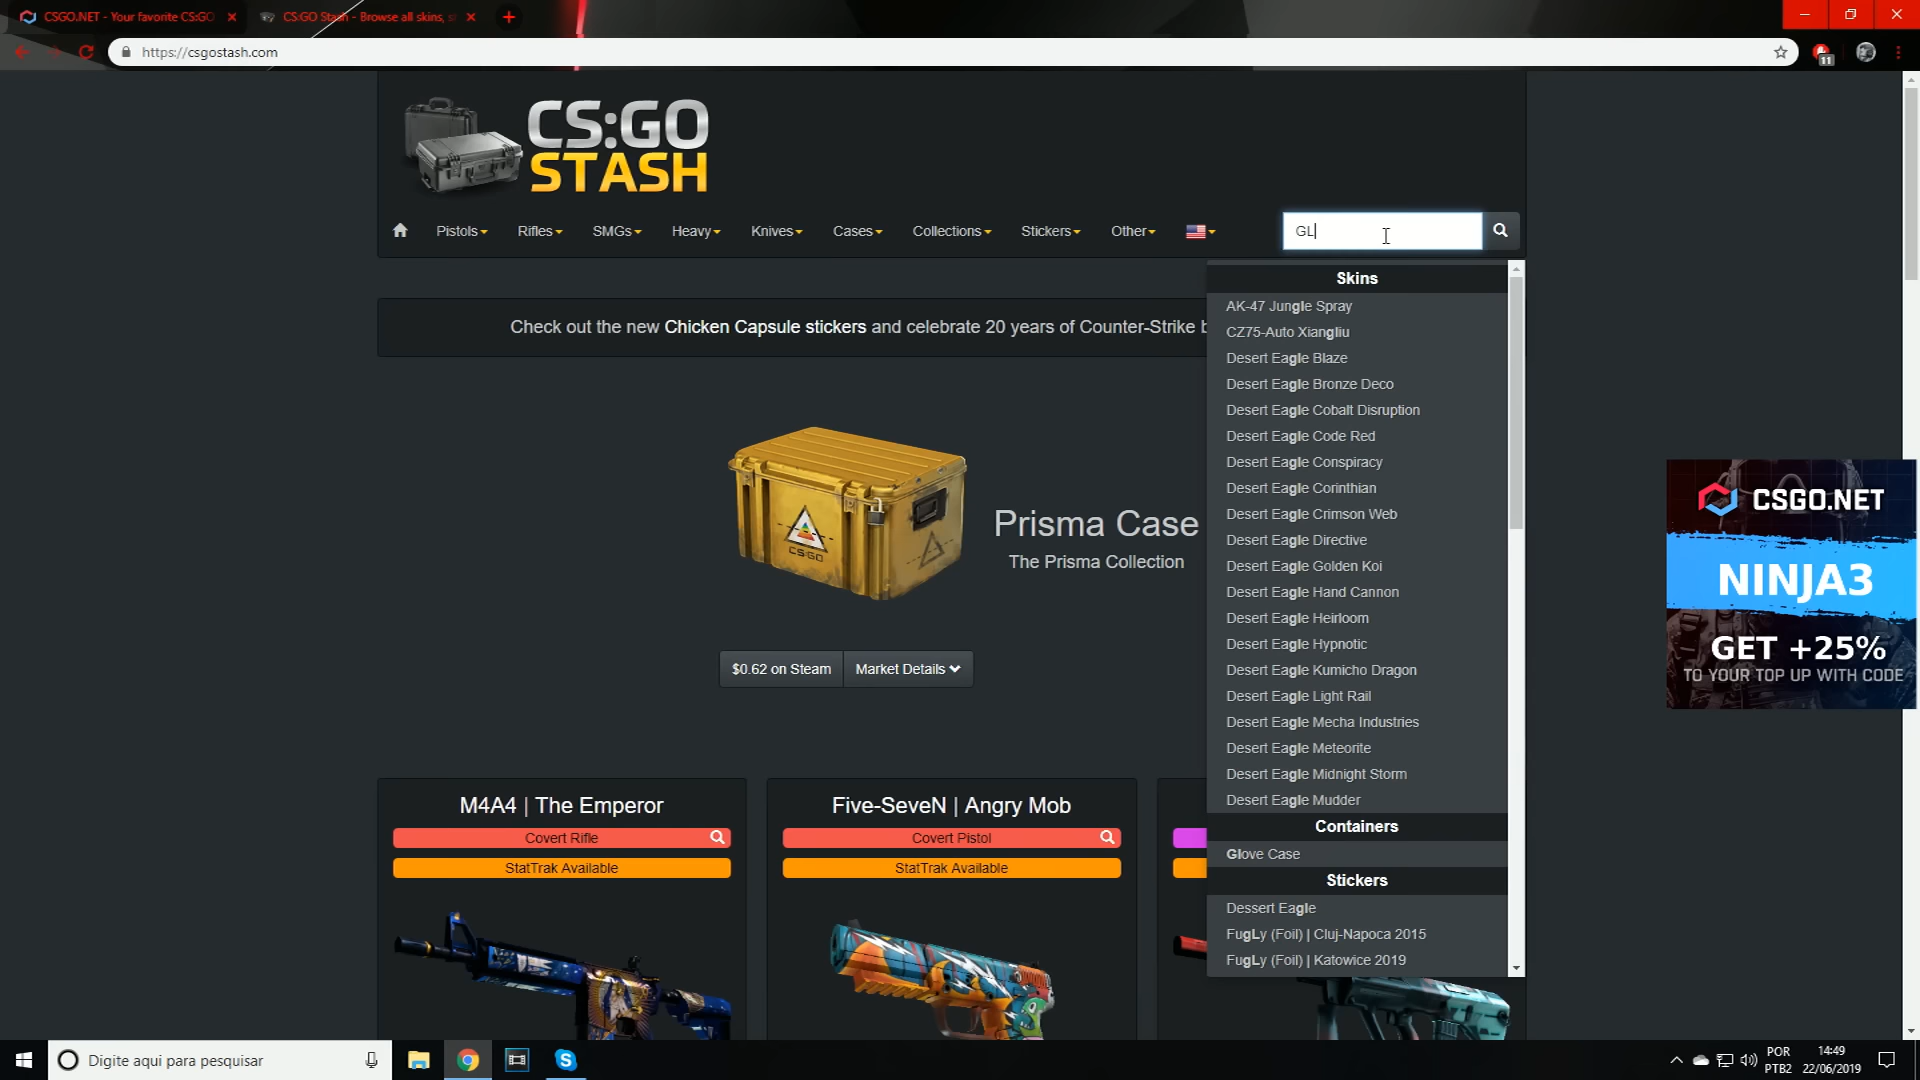 CSGO.NET - Your favorite CS:GO
CS:GO Stash - Browse all skins, s
https://csgostash.com
11
CS:GO
STASH
Pistols
Rifles
SMGs
Heavy
Knives
Cases
Collections
Stickers
Other
GL
Skins
AK-47 Jungle Spray
CZ75-Auto Xiangliu
Desert Eagle Blaze
Desert Eagle Bronze Deco
Desert Eagle Cobalt Disruption
Desert Eagle Code Red
Desert Eagle Conspiracy
Desert Eagle Corinthian
Desert Eagle Crimson Web
Desert Eagle Directive
Desert Eagle Golden Koi
Desert Eagle Hand Cannon
Desert Eagle Heirloom
Desert Eagle Hypnotic
Desert Eagle Kumicho Dragon
Desert Eagle Light Rail
Desert Eagle Mecha Industries
Desert Eagle Meteorite
Desert Eagle Midnight Storm
Desert Eagle Mudder
Containers
Glove Case
Stickers
Dessert Eagle
FugLy (Foil) | Cluj-Napoca 2015
FugLy (Foil) | Katowice 2019
Check out the new Chicken Capsule stickers and celebrate 20 years of Counter-Strike b
CS:GO
Prisma Case
The Prisma Collection
$0.62 on Steam
Market Details
CSGO.NET
NINJA3
GET +25%
TO YOUR TOP UP WITH CODE
M4A4 | The Emperor
Covert Rifle
StatTrak Available
Five-SeveN | Angry Mob
Covert Pistol
StatTrak Available
Digite aqui para pesquisar
POR
PTB2
14:49
22/06/2019